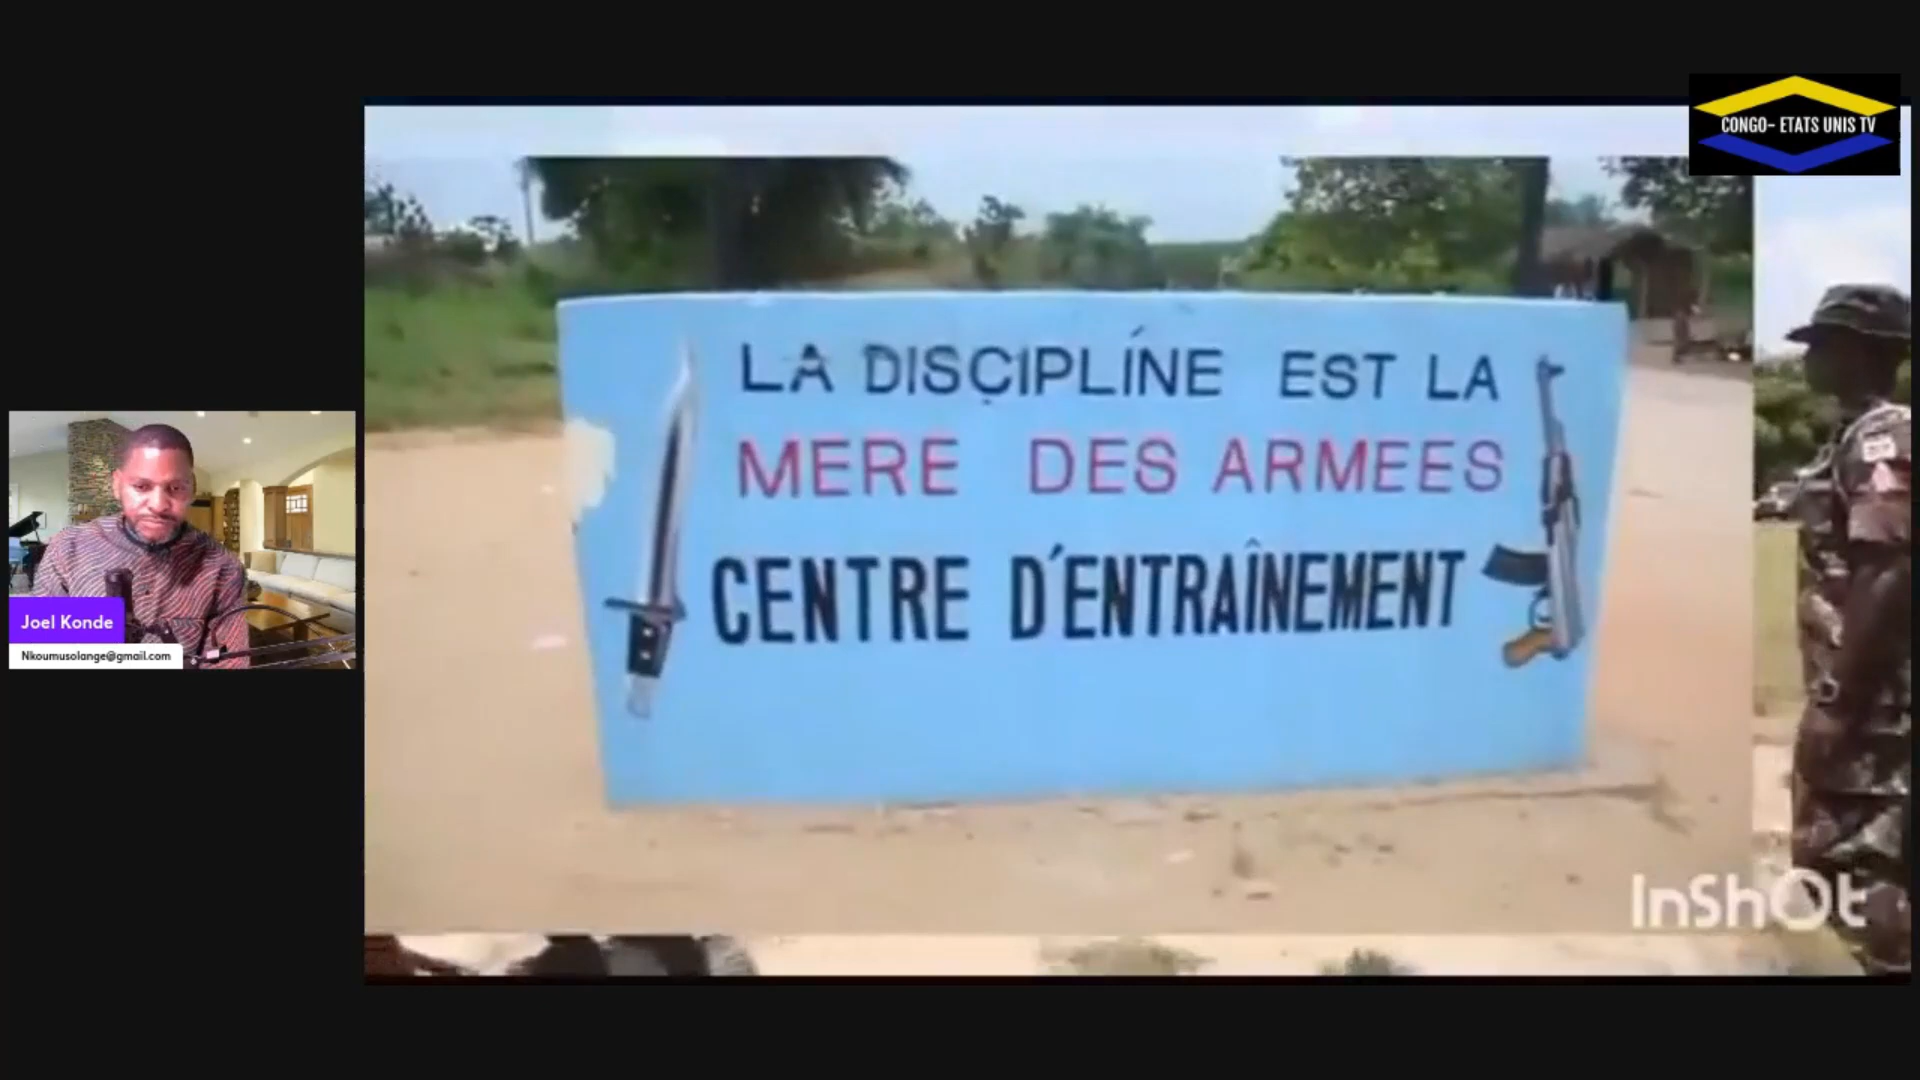 CONGO- ETATS UNIS TV
LA DISCIPLINE EST LA
MERE DES ARMEES
CENTRE D'ENTRAÎNEMENT
Joel Konde
Nkoumusolange@gmail.com
InShOt